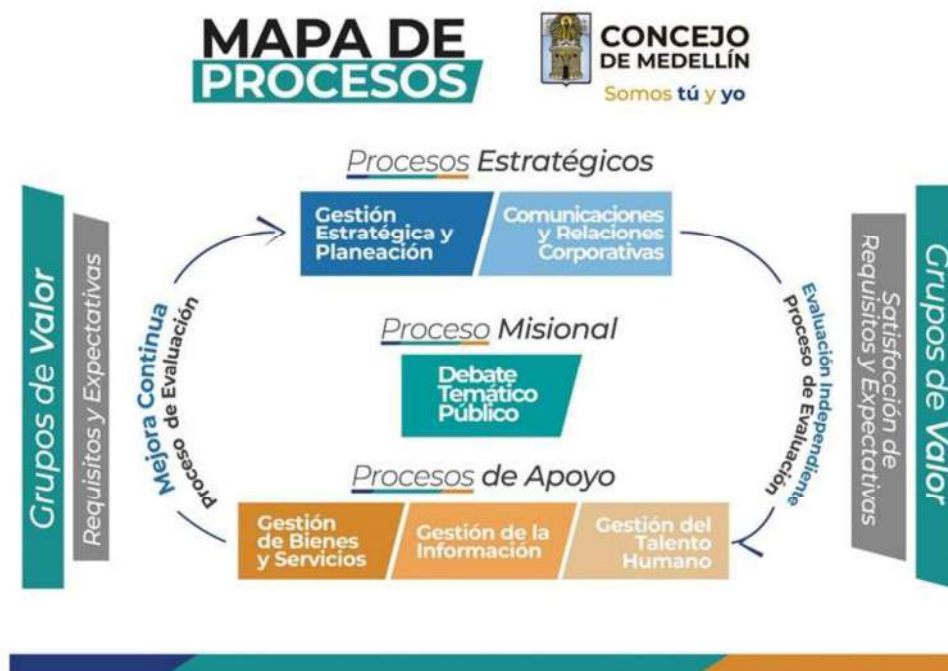 MAPA DE
PROCESOS
CONCEJO
DE MEDELLÍN
Somos tú y yo
Procesos Estratégicos
Gestión
Estratégica y
Planeación
Comunicaciones
y Relaciones
Corporativas
Grupos de Valor
Requisitos y Expectativas
Mejora Continua
Proceso de Evaluación
Proceso Misional
Debate
Temático
Público
Evaluación Independiente
Proceso de Evaluación
Satisfacción de
Requisitos y Expectativas
Grupos de Valor
Procesos de Apoyo
Gestión
de Bienes
y Servicios
Gestión de la
Información
Gestión del
Talento
Humano